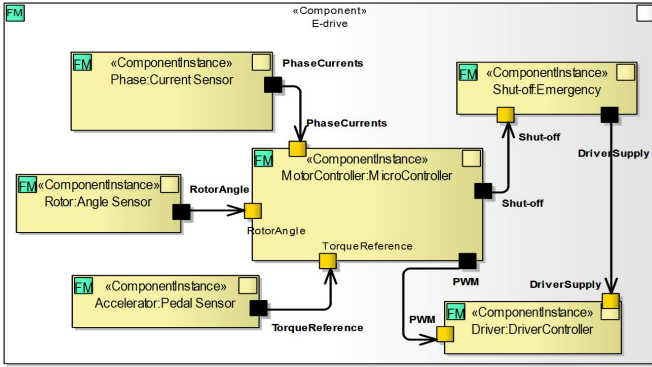 FM
«Component»
E-drive
FM «ComponentInstance»
Phase:Current Sensor
PhaseCurrents
PhaseCurrents
FM «ComponentInstance»
Shut-off:Emergency
Shut-off
DriverSupply
FM «ComponentInstance»
MotorController:MicroController
FM «ComponentInstance»
Rotor:Angle Sensor
RotorAngle
RotorAngle
Shut-off
TorqueReference
FM «ComponentInstance»
Accelerator:Pedal Sensor
TorqueReference
PWM
PWM
DriverSupply
FM «ComponentInstance»
Driver:DriverController